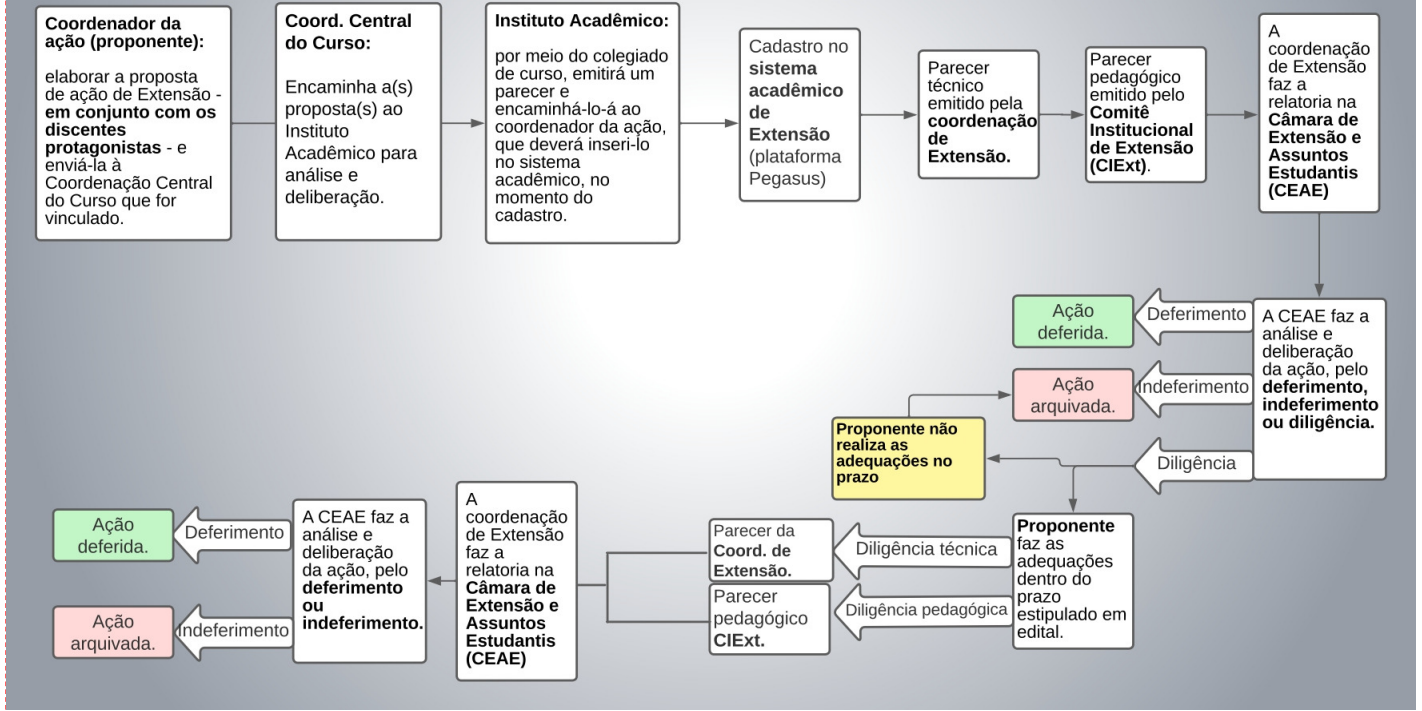 Coordenador da
ação (proponente):
elaborar a proposta
de ação de Extensão -
em conjunto com os
discentes
protagonistas - e
enviá-la à
Coordenação Central
do Curso que for
vinculado.
Coord. Central
do Curso:
Encaminha a(s)
proposta(s) ao
Instituto
Acadêmico para
análise e
deliberação.
Instituto Acadêmico:
por meio do colegiado
de curso, emitirá um
parecer e
encaminhá-lo-á ao
coordenador da ação,
que deverá inseri-lo
no sistema
acadêmico, no
momento do
cadastro.
Cadastro no
sistema
acadêmico
de
Extensão
(plataforma
Pegasus)
Parecer
técnico
emitido pela
coordenação
de
Extensão.
Parecer
pedagógico
emitido pelo
Comitê
Institucional
de Extensão
(CIExt).
A
coordenação
de Extensão
faz a
relatoria na
Câmara de
Extensão e
Assuntos
Estudantis
(CEAE)
A CEAE faz a
análise e
deliberação
da ação, pelo
deferimento,
indeferimento
ou diligência.
Deferimento
Ação
deferida.
Indeferimento
Ação
arquivada.
Diligência
Proponente não
realiza as
adequações no
prazo
Proponente
faz as
adequações
dentro do
prazo
estipulado em
edital.
Diligência técnica
Parecer da
Coord. de
Extensão.
Diligência pedagógica
Parecer
pedagógico
CIExt.
A
coordenação
de Extensão
faz a
relatoria na
Câmara de
Extensão e
Assuntos
Estudantis
(CEAE)
A CEAE faz a
análise e
deliberação
da ação, pelo
deferimento
ou
indeferimento.
Deferimento
Ação
deferida.
Indeferimento
Ação
arquivada.